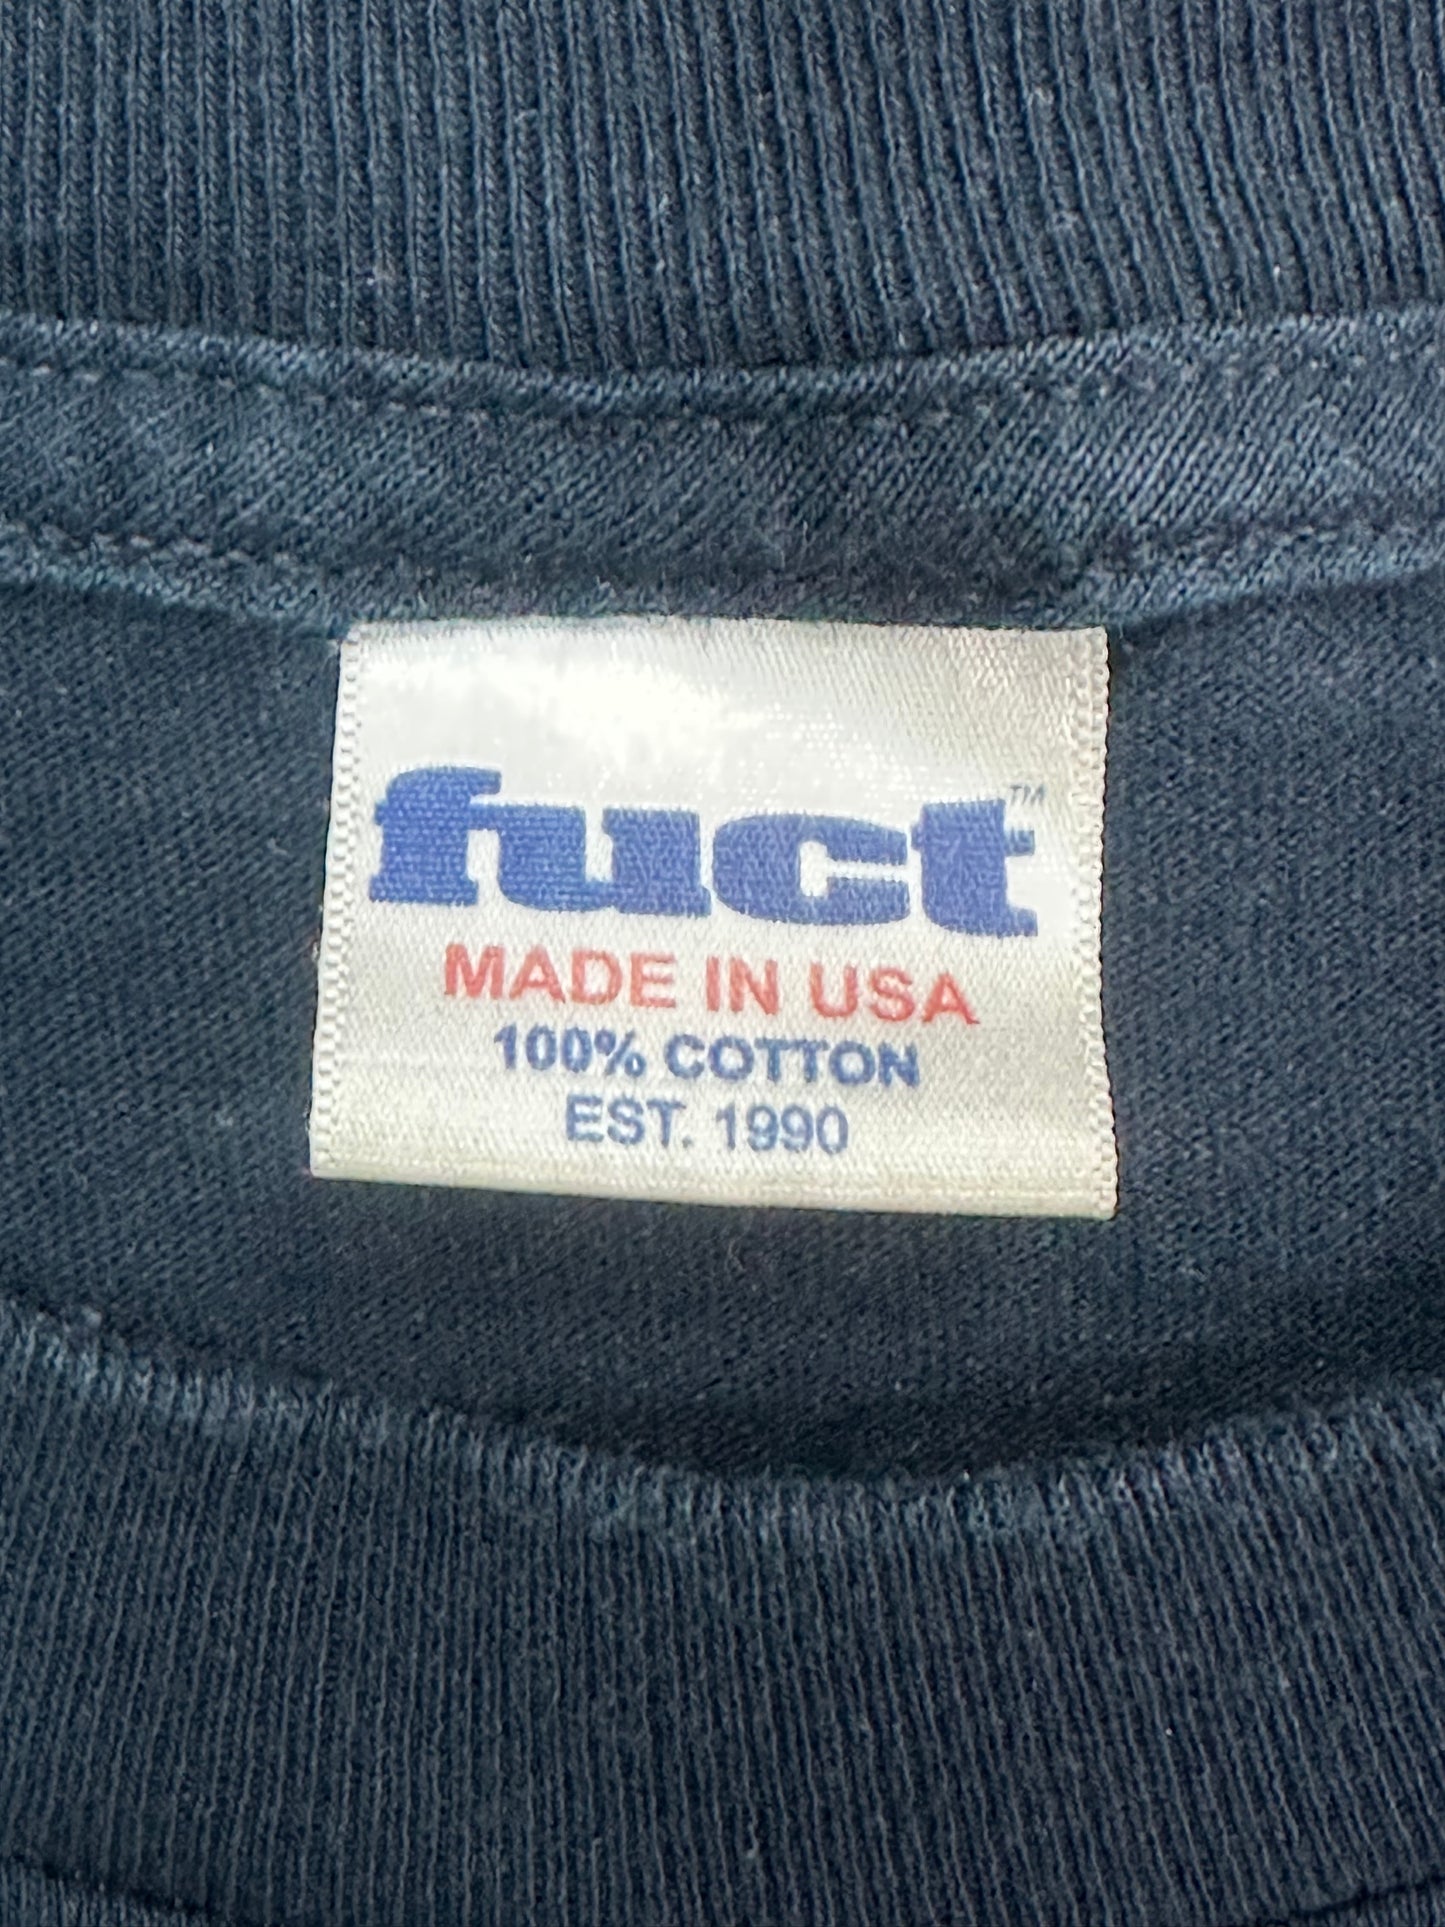 fuct™
MADE IN USA
100% COTTON
EST. 1990